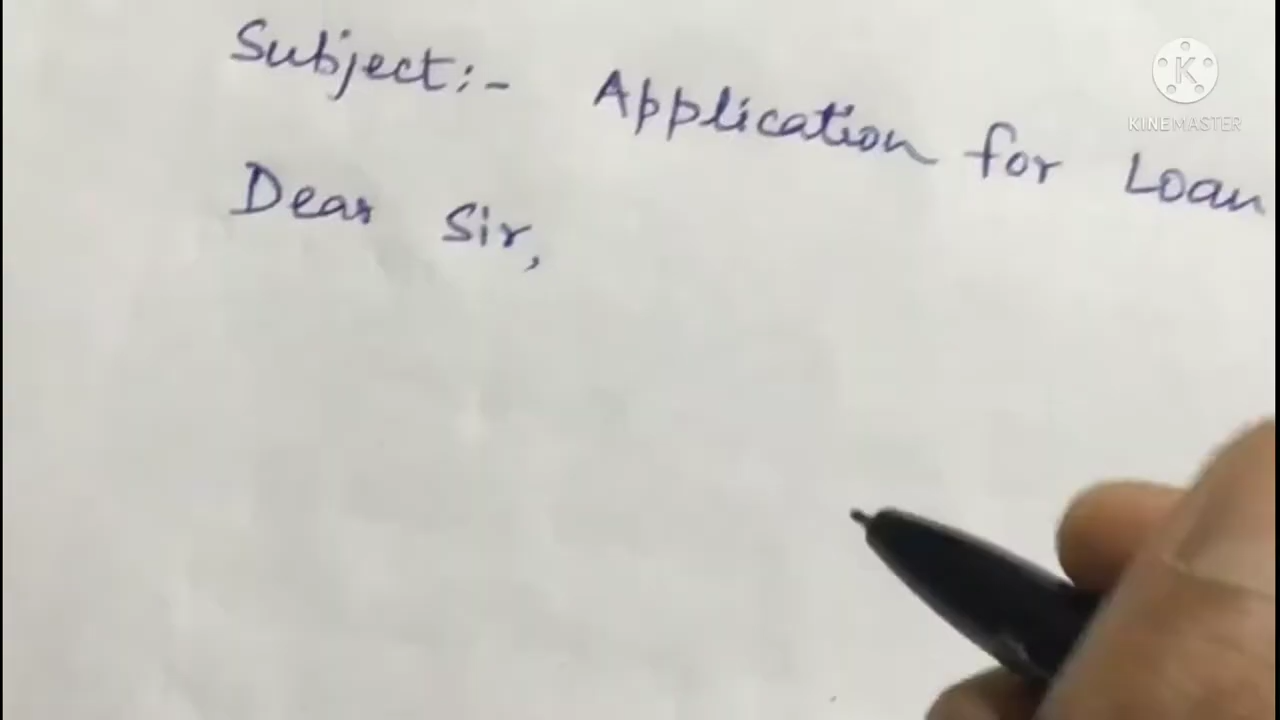 Subject:- Application for Loan
Dear Sir,
K
KINEMASTER